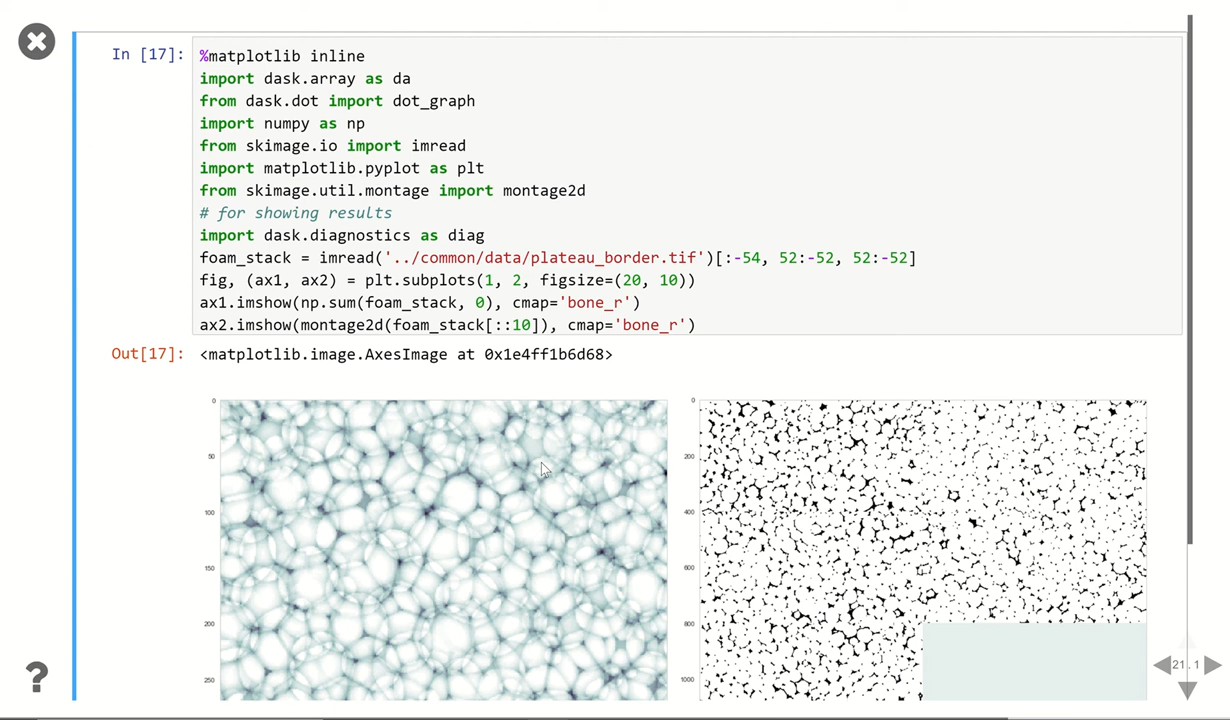 In [17]:
%matplotlib inline
import dask.array as da
from dask.dot import dot_graph
import numpy as np
from skimage.io import imread
import matplotlib.pyplot as plt
from skimage.util.montage import montage2d
# for showing results
import dask.diagnostics as diag
foam_stack = imread('../common/data/plateau_border.tif')[:-54, 52:-52, 52:-52]
fig, (ax1, ax2) = plt.subplots(1, 2, figsize=(20, 10))
ax1.imshow(np.sum(foam_stack, 0), cmap='bone_r')
ax2.imshow(montage2d(foam_stack[::10]), cmap='bone_r')
Out[17]: <matplotlib.image.AxesImage at 0x1e4ff1b6d68>
0
50
100
150
200
250
0
200
400
600
800
1000
21.1
?